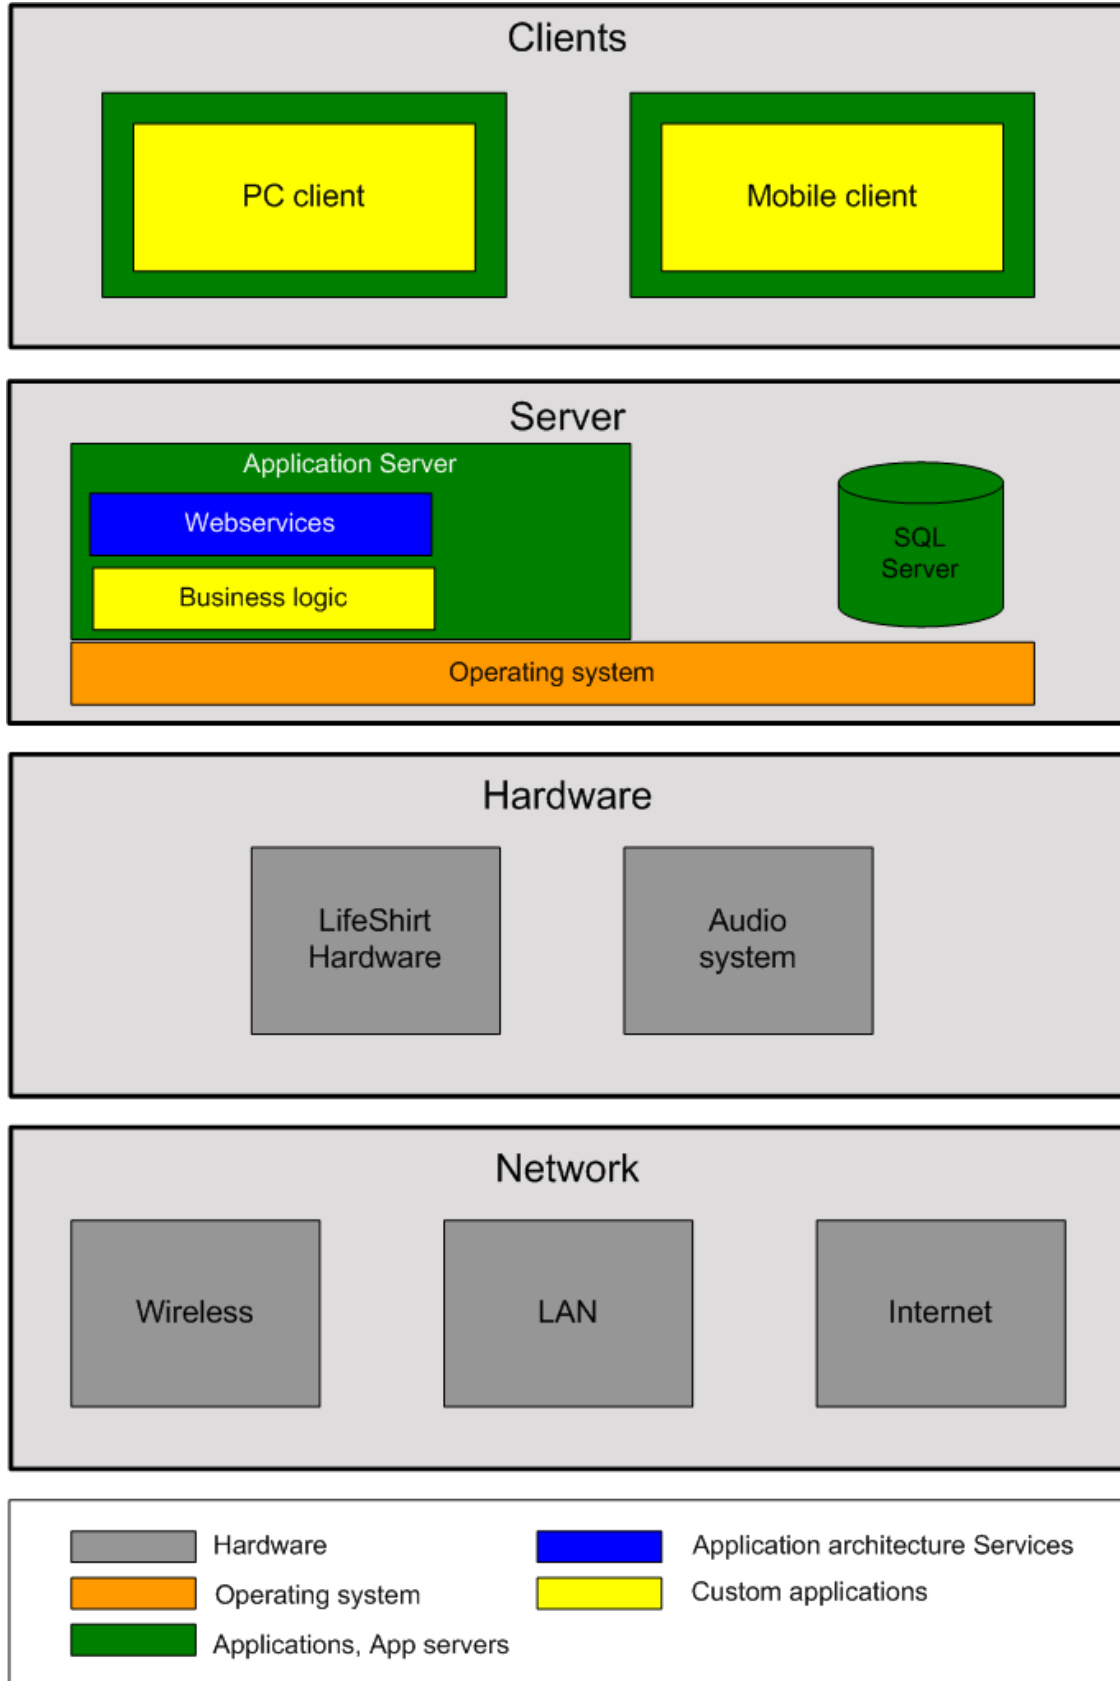 Clients
PC client
Mobile client
Server
Application Server
Webservices
Business logic
SQL
Server
Operating system
Hardware
LifeShirt
Hardware
Audio
system
Network
Wireless
LAN
Internet
Hardware
Application architecture Services
Operating system
Custom applications
Applications, App servers